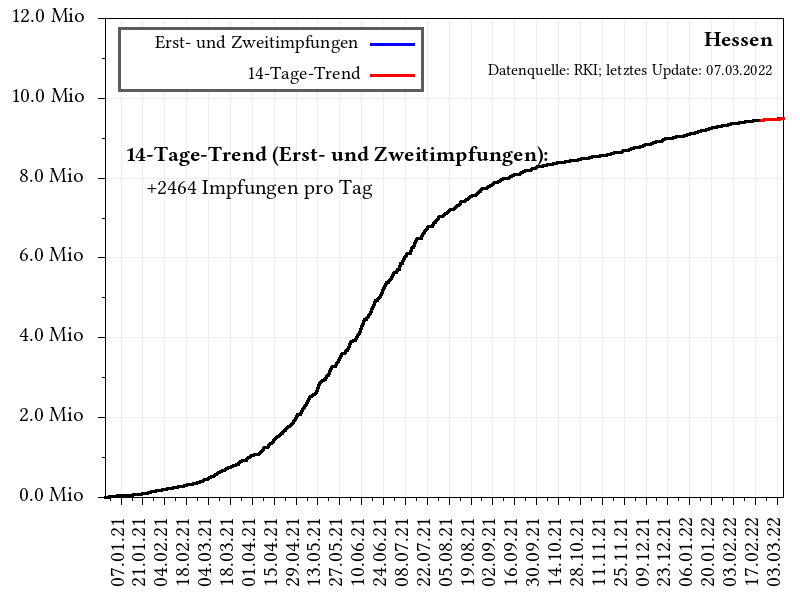 12.0 Mio
10.0 Mio
8.0 Mio
6.0 Mio
4.0 Mio
2.0 Mio
0.0 Mio
Erst- und Zweitimpfungen
14-Tage-Trend
Hessen
Datenquelle: RKI; letztes Update: 07.03.2022
14-Tage-Trend (Erst- und Zweitimpfungen):
+2464 Impfungen pro Tag
07.01.21
21.01.21
04.02.21
18.02.21
04.03.21
18.03.21
01.04.21
15.04.21
29.04.21
13.05.21
27.05.21
10.06.21
24.06.21
08.07.21
22.07.21
05.08.21
19.08.21
02.09.21
16.09.21
30.09.21
14.10.21
28.10.21
11.11.21
25.11.21
09.12.21
23.12.21
06.01.22
20.01.22
03.02.22
17.02.22
03.03.22